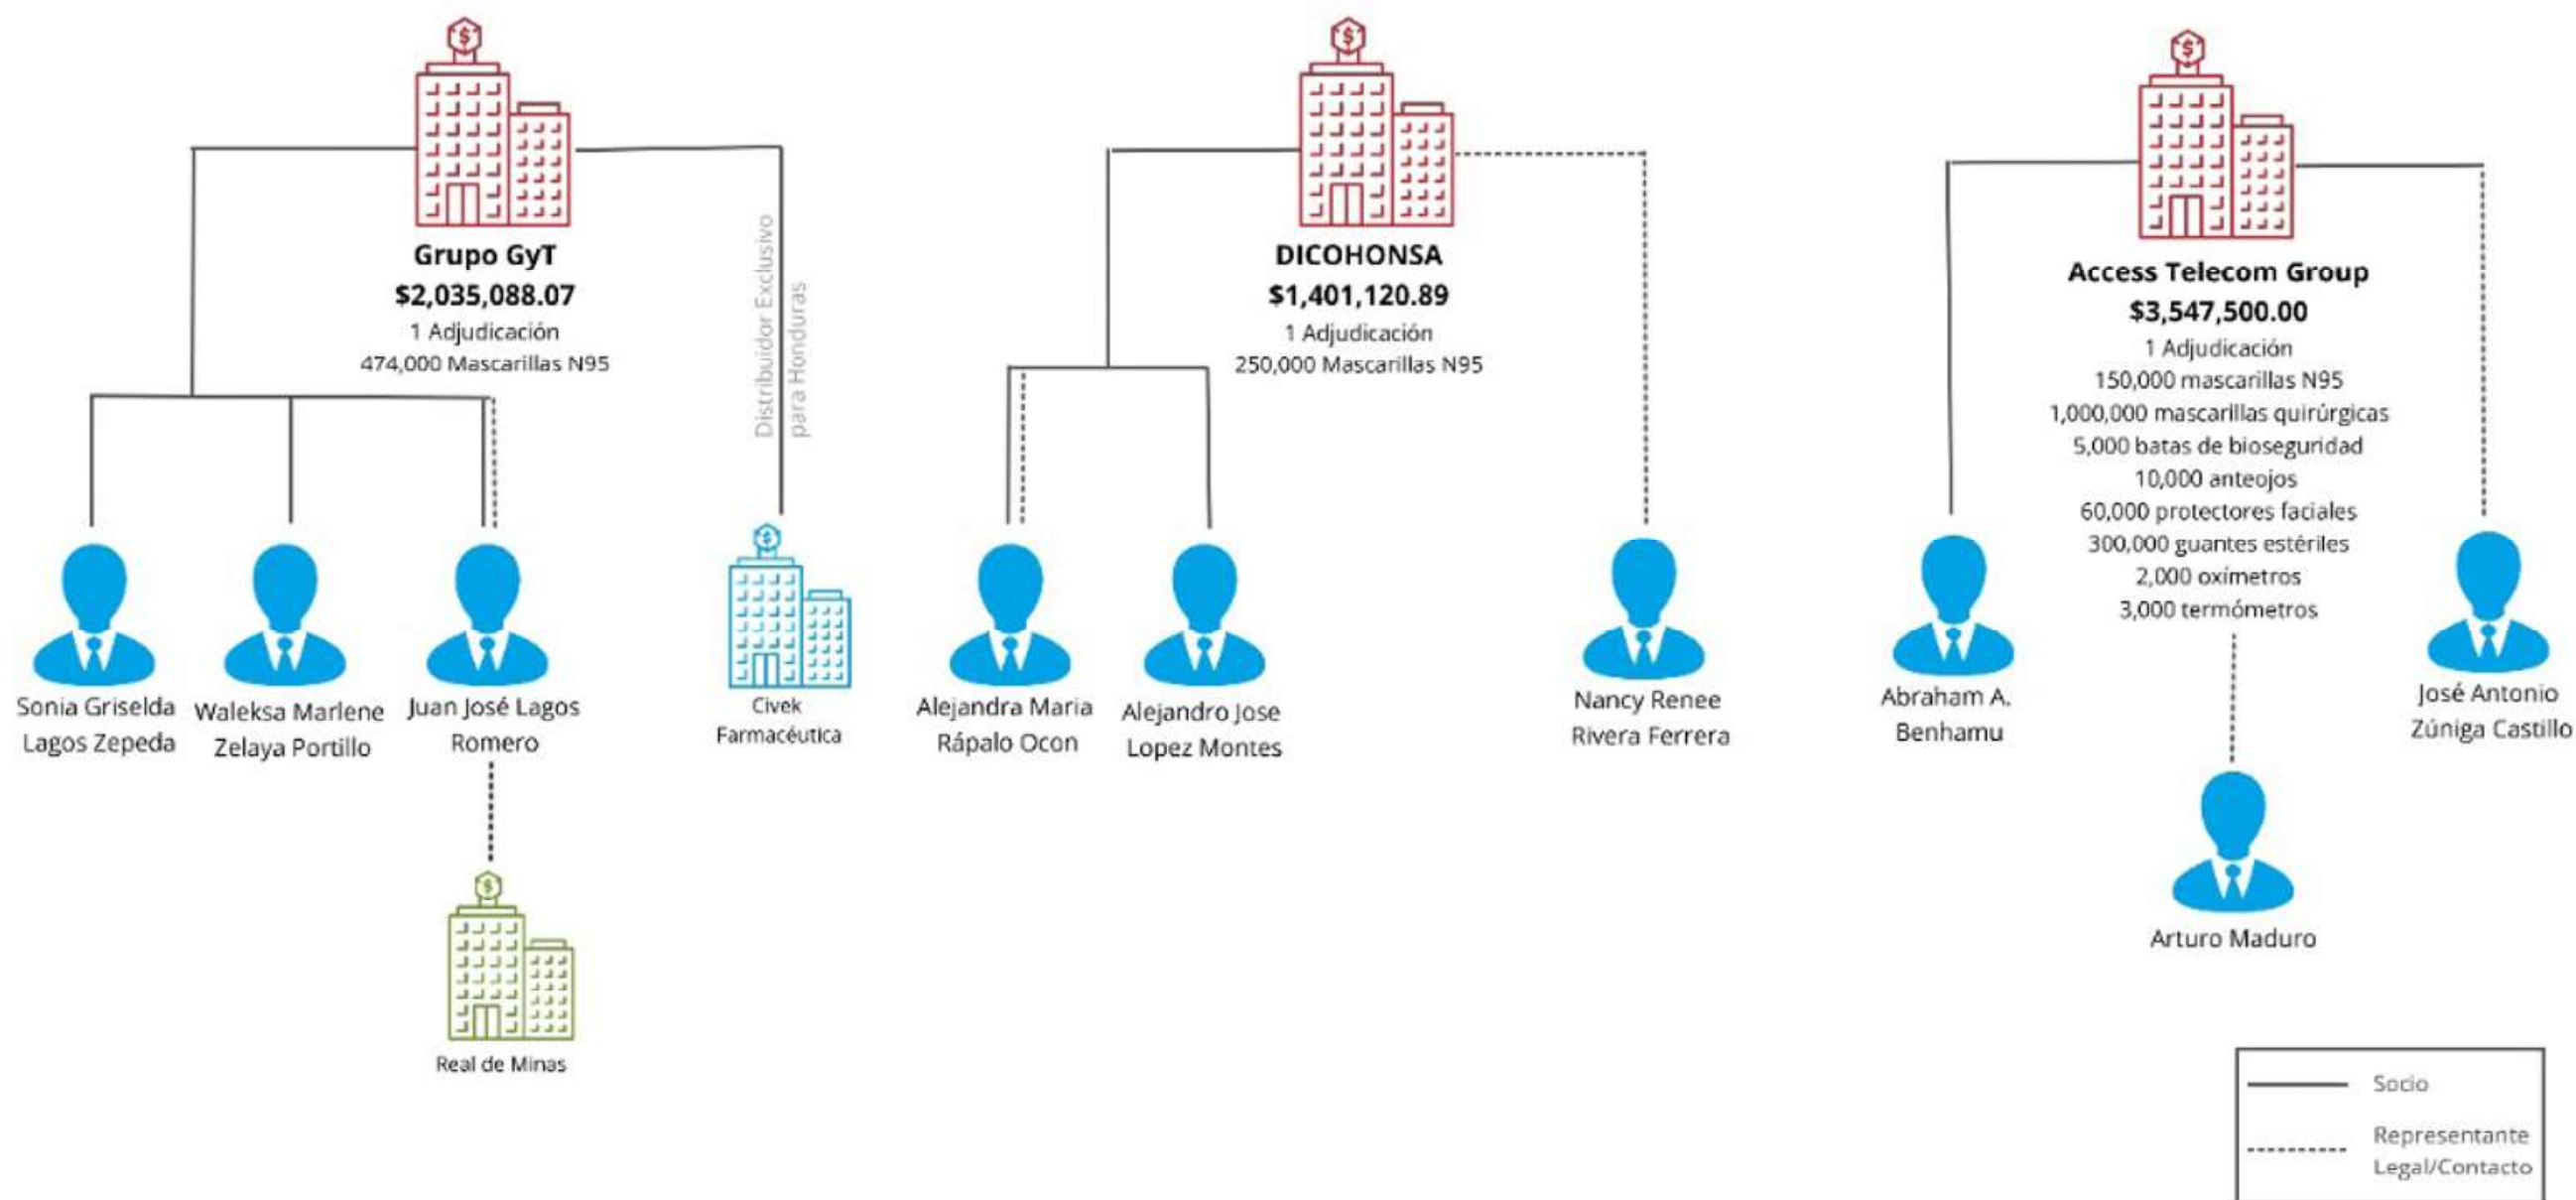 Grupo GyT
$2,035,088.07
1 Adjudicación
474,000 Mascarillas N95
Distribuidor Exclusivo
para Honduras
Sonia Griselda
Lagos Zepeda
Waleksa Marlene
Zelaya Portillo
Juan José Lagos
Romero
Civek
Farmacéutica
Real de Minas
DICOHONSA
$1,401,120.89
1 Adjudicación
250,000 Mascarillas N95
Alejandra Maria
Rápalo Ocon
Alejandro Jose
Lopez Montes
Nancy Renee
Rivera Ferrera
Access Telecom Group
$3,547,500.00
1 Adjudicación
150,000 mascarillas N95
1,000,000 mascarillas quirúrgicas
5,000 batas de bioseguridad
10,000 anteojos
60,000 protectores faciales
300,000 guantes estériles
2,000 oxímetros
3,000 termómetros
Abraham A.
Benhamu
José Antonio
Zúniga Castillo
Arturo Maduro
Socio
Representante
Legal/Contacto